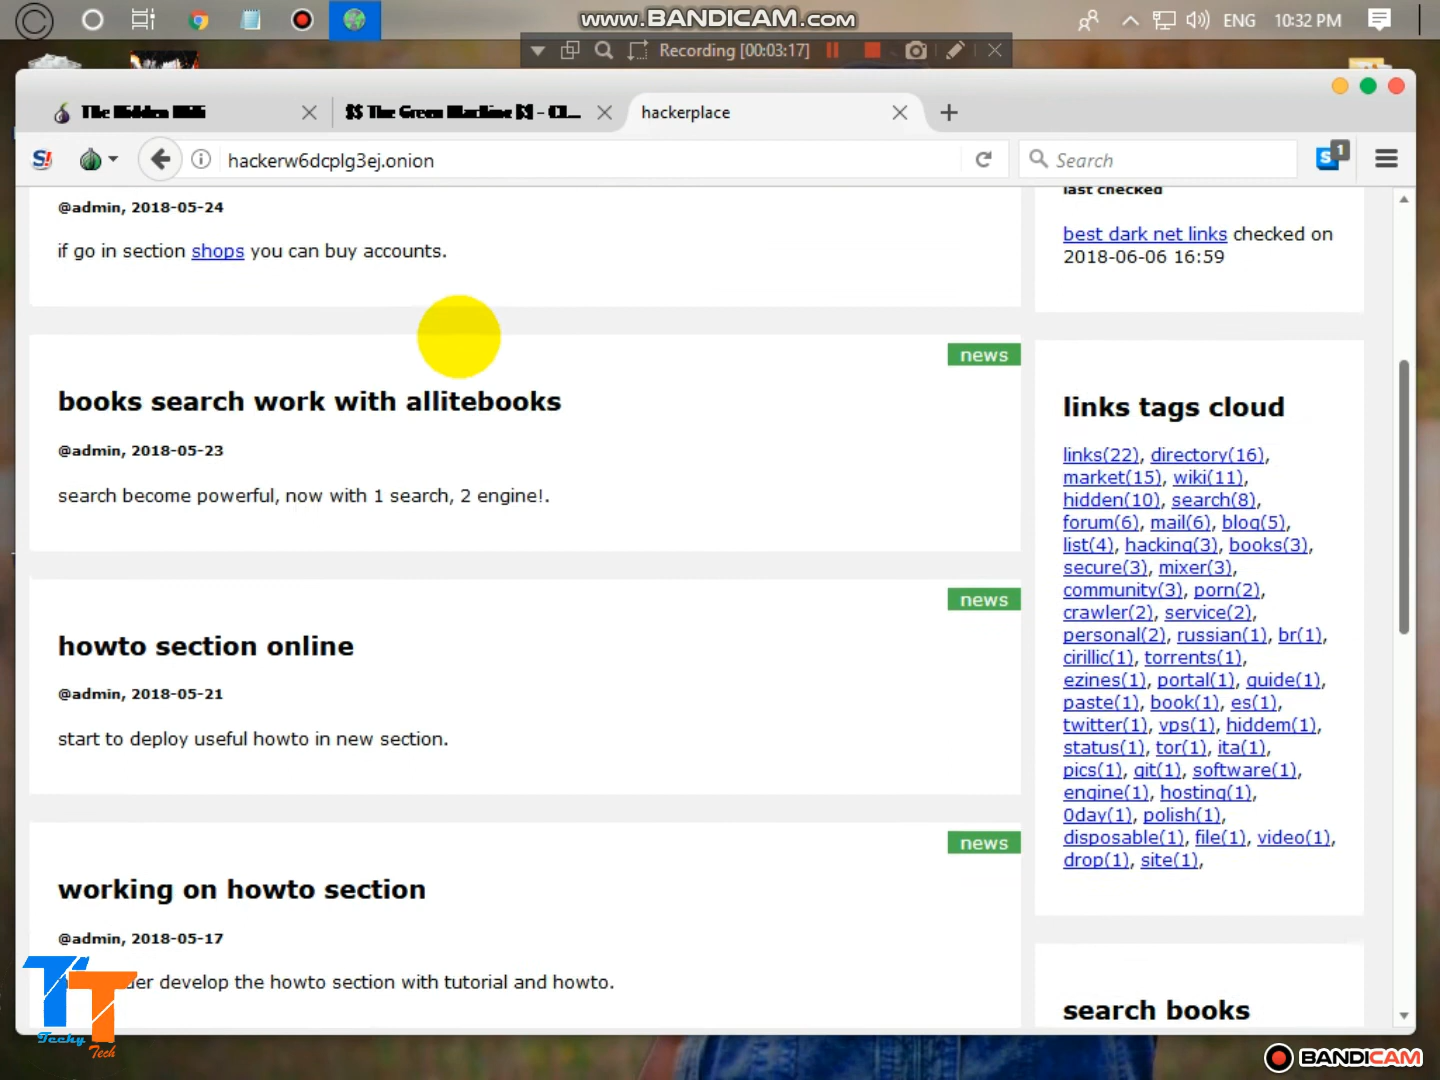 www.BANDICAM.com
ENG 10:32 PM
Recording [00:03:17]
hackerplace
hackerw6dcplg3ej.onion
Search
1
@admin, 2018-05-24
if go in section shops you can buy accounts.
news
books search work with allitebooks
@admin, 2018-05-23
search become powerful, now with 1 search, 2 engine!.
news
howto section online
@admin, 2018-05-21
start to deploy useful howto in new section.
news
working on howto section
@admin, 2018-05-17
develop the howto section with tutorial and howto.
last checked
best dark net links checked on
2018-06-06 16:59
links tags cloud
links(22), directory(16),
market(15), wiki(11),
hidden(10), search(8),
forum(6), mail(6), blog(5),
list(4), hacking(3), books(3),
secure(3), mixer(3),
community(3), porn(2),
crawler(2), service(2),
personal(2), russian(1), br(1),
cirillic(1), torrents(1),
ezines(1), portal(1), guide(1),
paste(1), book(1), es(1),
twitter(1), vps(1), hiddem(1),
status(1), tor(1), ita(1),
pics(1), git(1), software(1),
engine(1), hosting(1),
0day(1), polish(1),
disposable(1), file(1), video(1),
drop(1), site(1),
search books
TT
Techy
Tech
BANDICAM